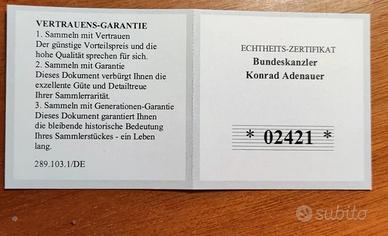 VERTRAUENS-GARANTIE
1. Sammeln mit Vertrauen
Der günstige Vorteilspreis und die
hohe Qualität sprechen für sich.
2. Sammeln mit Garantie
Dieses Dokument verbürgt Ihnen die
exzellente Güte und Detailtreue
Ihrer Sammlerrarität.
3. Sammeln mit Generationen-Garantie
Dieses Dokument garantiert Ihnen
die bleibende historische Bedeutung
Ihres Sammlerstückes - ein Leben
lang.
289.103.1/DE
ECHTHEITS-ZERTIFIKAT
Bundeskanzler
Konrad Adenauer
* 02421 *
subito